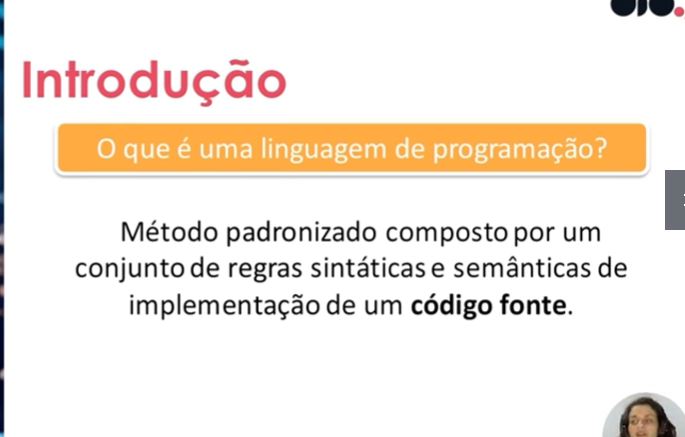 Introdução
O que é uma linguagem de programação?
Método padronizado composto por um
conjunto de regras sintáticas e semânticas de
implementação de um código fonte.